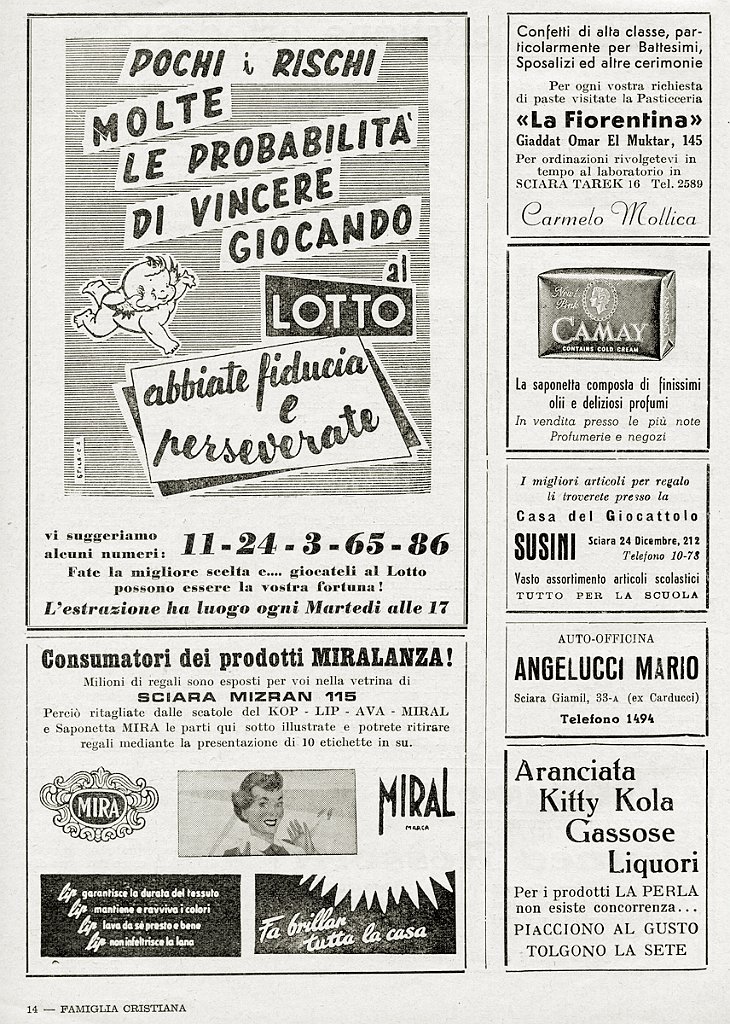 POCHI i RISCHI
MOLTE
LE PROBABILITA'
DI VINCERE
GIOCANDO
al
LOTTO
abbiate fiducia
e
perseverate
vi suggeriamo
alcuni numeri: 11-24-3-65-86
Fate la migliore scelta e.... giocateli al Lotto
possono essere la vostra fortuna!
L'estrazione ha luogo ogni Martedi alle 17
Consumatori dei prodotti MIRALANZA!
Milioni di regali sono esposti per voi nella vetrina di
SCIARA MIZRAN 115
Perciò ritagliate dalle scatole del KOP - LIP - AVA - MIRAL
e Saponetta MIRA le parti qui sotto illustrate e potrete ritirare
regali mediante la presentazione di 10 etichette in su.
MIRA
MIRAL
MARCA
lip garantisce la durata del tessuto
lip mantiene e ravviva i colori
lip lava da sé presto e bene
lip non infeltrisce la lana
Fa brillar
tutta la casa
Confetti di alta classe, par-
ticolarmente per Battesimi,
Sposalizi ed altre cerimonie
Per ogni vostra richiesta
di paste visitate la Pasticceria
«La Fiorentina»
Giaddat Omar El Muktar, 145
Per ordinazioni rivolgetevi in
tempo al laboratorio in
SCIARA TAREK 16 Tel. 2589
Carmelo Mollica
CAMAY
CONTAINS COLD CREAM
La saponetta composta di finissimi
olii e deliziosi profumi
In vendita presso le più note
Profumerie e negozi
I migliori articoli per regalo
li troverete presso la
Casa del Giocattolo
SUSINI Sciara 24 Dicembre, 212
Telefono 10-78
Vasto assortimento articoli scolastici
TUTTO PER LA SCUOLA
AUTO-OFFICINA
ANGELUCCI MARIO
Sciara Giamil, 33-A (ex Carducci)
Telefono 1494
Aranciata
Kitty Kola
Gassose
Liquori
Per i prodotti LA PERLA
non esiste concorrenza...
PIACCIONO AL GUSTO
TOLGONO LA SETE
14 — FAMIGLIA CRISTIANA